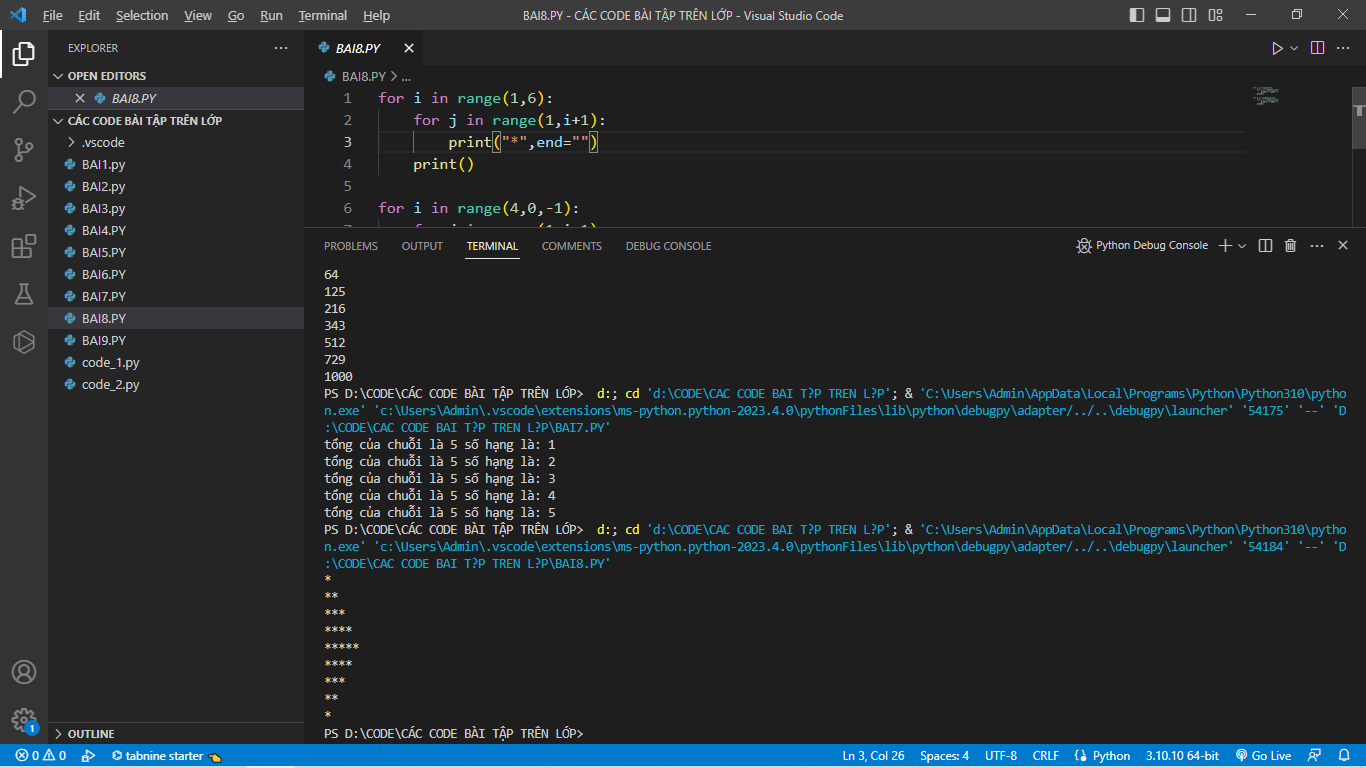 File Edit Selection View Go Run Terminal Help
BAI8.PY - CÁC CODE BÀI TẬP TRÊN LỚP - Visual Studio Code
EXPLORER
OPEN EDITORS
BAI8.PY
CÁC CODE BÀI TẬP TRÊN LỚP
.vscode
BAI1.py
BAI2.py
BAI3.py
BAI4.PY
BAI5.PY
BAI6.PY
BAI7.PY
BAI8.PY
BAI9.PY
code_1.py
code_2.py
OUTLINE
BAI8.PY
BAI8.PY > ...
1 for i in range(1,6):
2 for j in range(1,i+1):
3 print("*",end="")
4 print()
5
6 for i in range(4,0,-1):
PROBLEMS OUTPUT TERMINAL COMMENTS DEBUG CONSOLE
Python Debug Console
64
125
216
343
512
729
1000
PS D:\CODE\CÁC CODE BÀI TẬP TRÊN LỚP> d:; cd 'd:\CODE\CAC CODE BAI T?P TREN L?P'; & 'C:\Users\Admin\AppData\Local\Programs\Python\Python310\pytho
n.exe' 'c:\Users\Admin\.vscode\extensions\ms-python.python-2023.4.0\pythonFiles\lib\python\debugpy\adapter/../..\debugpy\launcher' '54175' '--' 'D
:\CODE\CAC CODE BAI T?P TREN L?P\BAI7.PY'
tổng của chuỗi là 5 số hạng là: 1
tổng của chuỗi là 5 số hạng là: 2
tổng của chuỗi là 5 số hạng là: 3
tổng của chuỗi là 5 số hạng là: 4
tổng của chuỗi là 5 số hạng là: 5
PS D:\CODE\CÁC CODE BÀI TẬP TRÊN LỚP> d:; cd 'd:\CODE\CAC CODE BAI T?P TREN L?P'; & 'C:\Users\Admin\AppData\Local\Programs\Python\Python310\pytho
n.exe' 'c:\Users\Admin\.vscode\extensions\ms-python.python-2023.4.0\pythonFiles\lib\python\debugpy\adapter/../..\debugpy\launcher' '54184' '--' 'D
:\CODE\CAC CODE BAI T?P TREN L?P\BAI8.PY'
*
**
***
****
*****
****
***
**
*
PS D:\CODE\CÁC CODE BÀI TẬP TRÊN LỚP>
1
0 0 tabnine starter Ln 3, Col 26 Spaces: 4 UTF-8 CRLF Python 3.10.10 64-bit Go Live